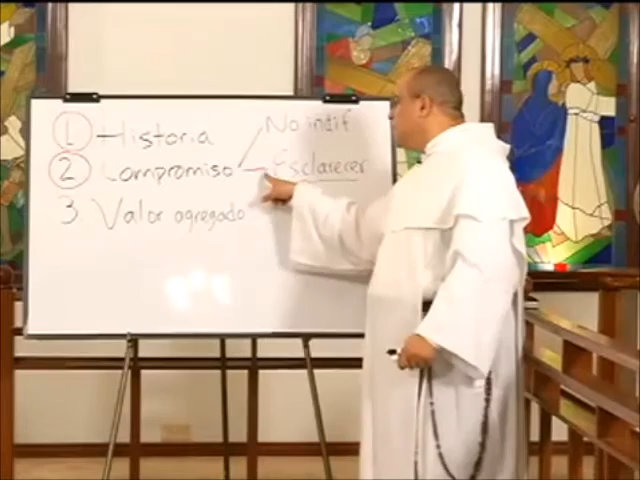 1 Historia
No indif
2 Compromiso
Esclarecer
3 Valor agregado